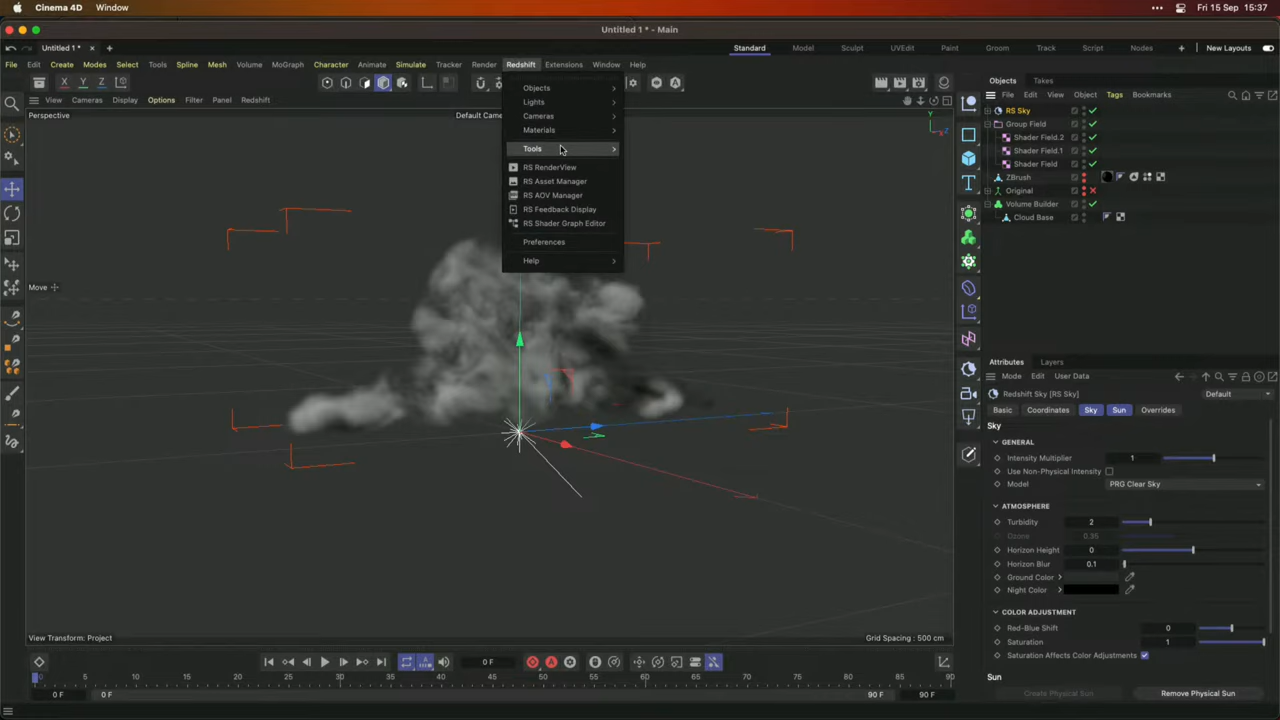 Cinema 4D Window
••• Fri 15 Sep 15:37
Untitled 1 * - Main
Untitled 1 *
Standard Model Sculpt UVEdit Paint Groom Track Script Nodes New Layouts
File Edit Create Modes Select Tools Spline Mesh Volume MoGraph Character Animate Simulate Tracker Render Redshift Extensions Window Help
X Y Z
View Cameras Display Options Filter Panel Redshift
Perspective
Default Came
Objects
Lights
Cameras
Materials
Tools
RS RenderView
RS Asset Manager
RS AOV Manager
RS Feedback Display
RS Shader Graph Editor
Preferences
Help
Y
Z
Move
View Transform: Project
Grid Spacing : 500 cm
Objects Takes
File Edit View Object Tags Bookmarks
RS Sky
Group Field
Shader Field.2
Shader Field.1
Shader Field
ZBrush
Original
Volume Builder
Cloud Base
Attributes Layers
Mode Edit User Data
Redshift Sky [RS Sky] Default
Basic Coordinates Sky Sun Overrides
Sky
GENERAL
Intensity Multiplier 1
Use Non-Physical Intensity
Model PRG Clear Sky
ATMOSPHERE
Turbidity 2
Ozone 0.35
Horizon Height 0
Horizon Blur 0.1
Ground Color
Night Color
COLOR ADJUSTMENT
Red-Blue Shift 0
Saturation 1
Saturation Affects Color Adjustments
Sun
Create Physical Sun Remove Physical Sun
0 F
0 5 10 15 20 25 30 35 40 45 50 55 60 65 70 75 80 85 90
0 F 0 F 90 F 90 F